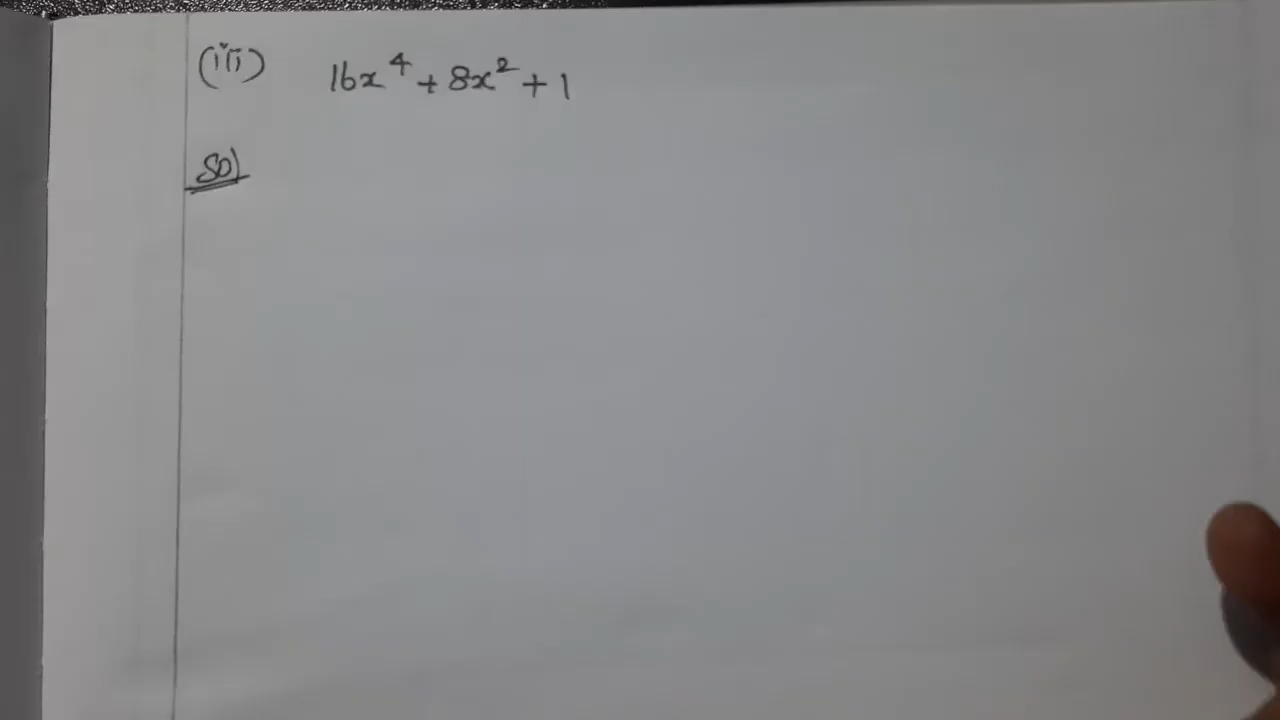 (iii) 16x⁴ + 8x² + 1
Sol